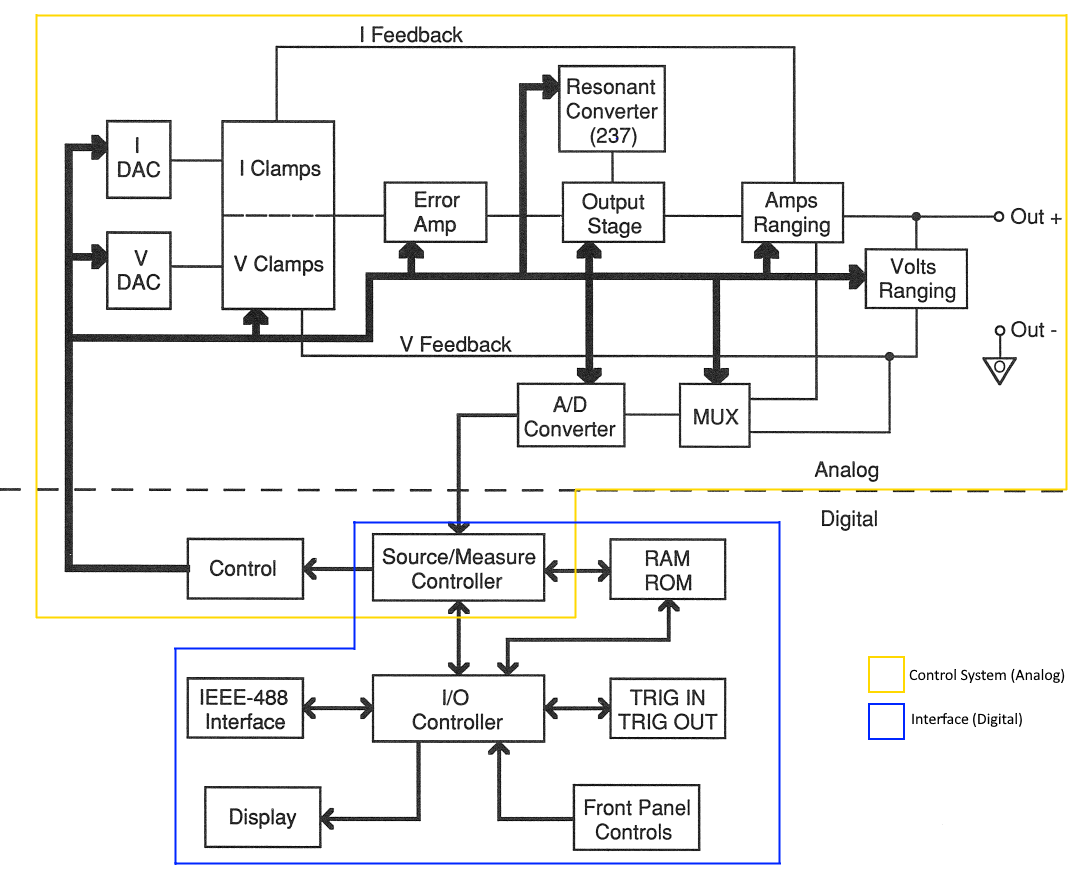 I Feedback
Resonant
Converter
(237)
I
DAC
I Clamps
Error
Amp
Output
Stage
Amps
Ranging
Out +
V
DAC
V Clamps
Volts
Ranging
Out -
O
V Feedback
A/D
Converter
MUX
Analog
Digital
Control
Source/Measure
Controller
RAM
ROM
IEEE-488
Interface
I/O
Controller
TRIG IN
TRIG OUT
Display
Front Panel
Controls
Control System (Analog)
Interface (Digital)